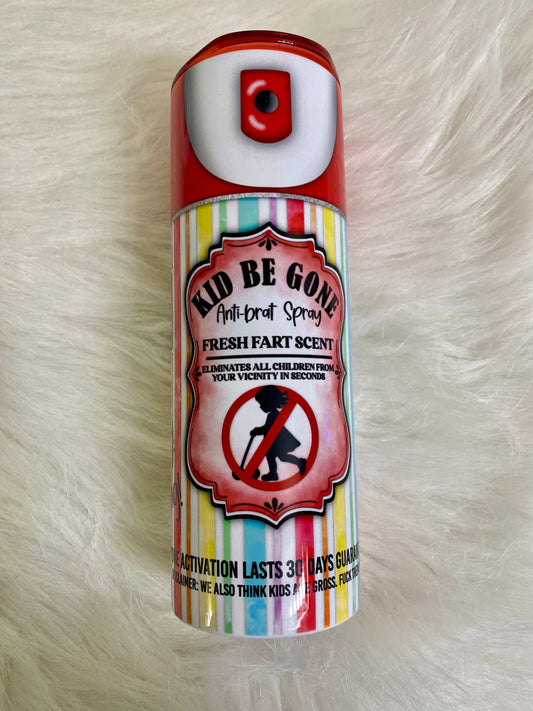 KID BE GONE
Anti-brat Spray
FRESH FART SCENT
ELIMINATES ALL CHILDREN FROM
YOUR VICINITY IN SECONDS
ACTIVATION LASTS 30 DAYS
WE ALSO THINK KIDS ARE GROSS. FUCK